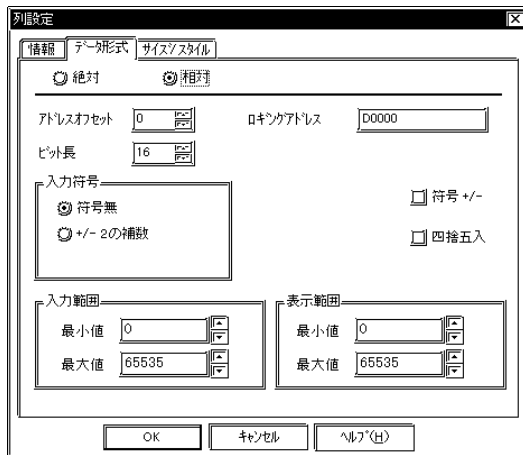 列設定
情報 ﾃﾞｰﾀ形式 ｻｲｽﾞ/ｽﾀｲﾙ
絶対 相対
ｱﾄﾞﾚｽｵﾌｾｯﾄ 0 ﾛｷﾞﾝｸﾞｱﾄﾞﾚｽ D0000
ﾋﾞｯﾄ長 16
入力符号
符号無
+/- 2の補数
符号 +/-
四捨五入
入力範囲
最小値 0
最大値 65535
表示範囲
最小値 0
最大値 65535
OK ｷｬﾝｾﾙ ﾍﾙﾌﾟ(H)